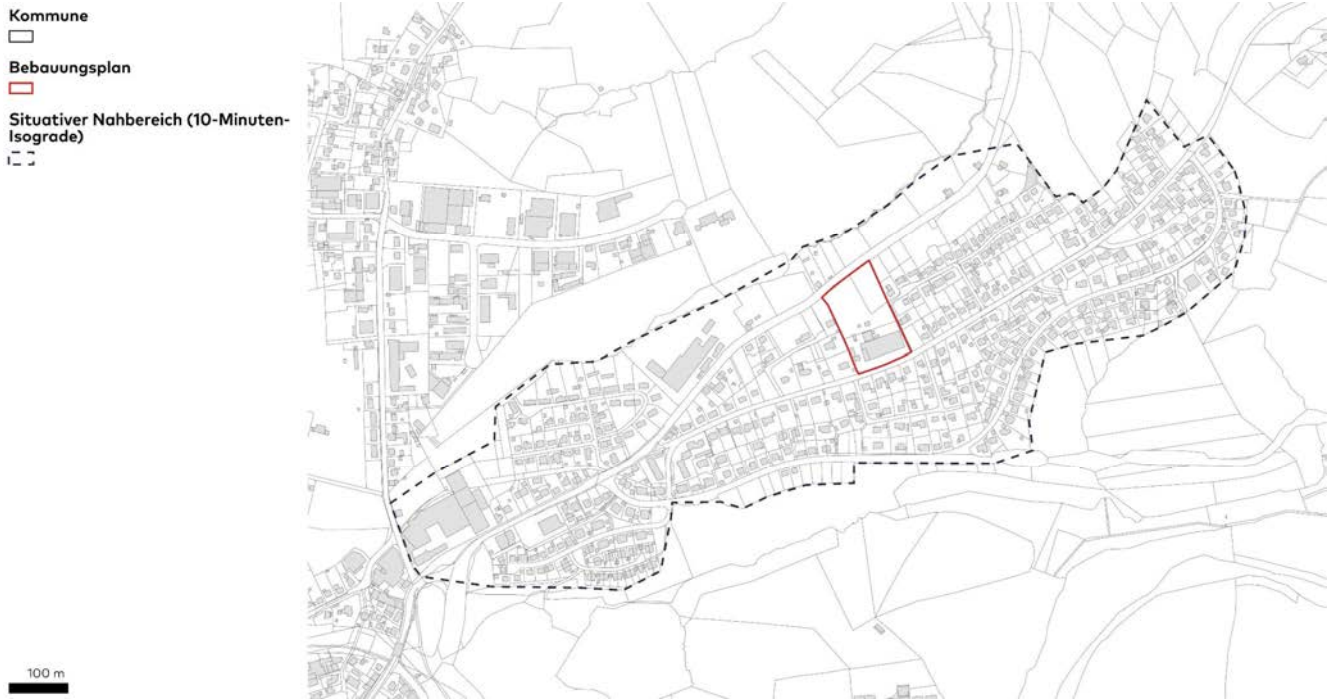 Kommune
Bebauungsplan
Situativer Nahbereich (10-Minuten-
Isograde)
100 m